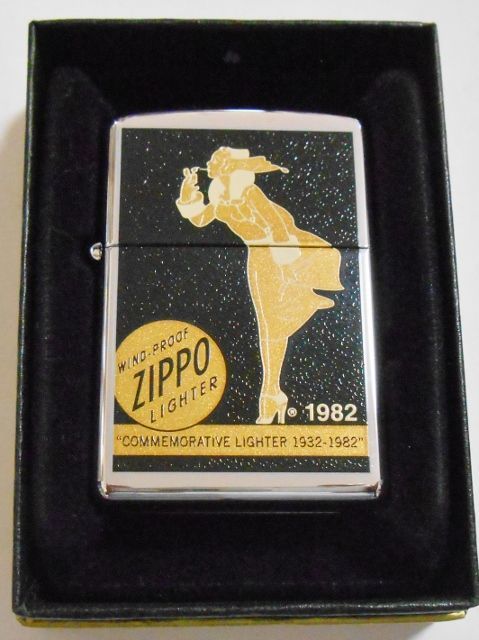 WIND-PROOF
ZIPPO
LIGHTER
® 1982
"COMMEMORATIVE LIGHTER 1932-1982"